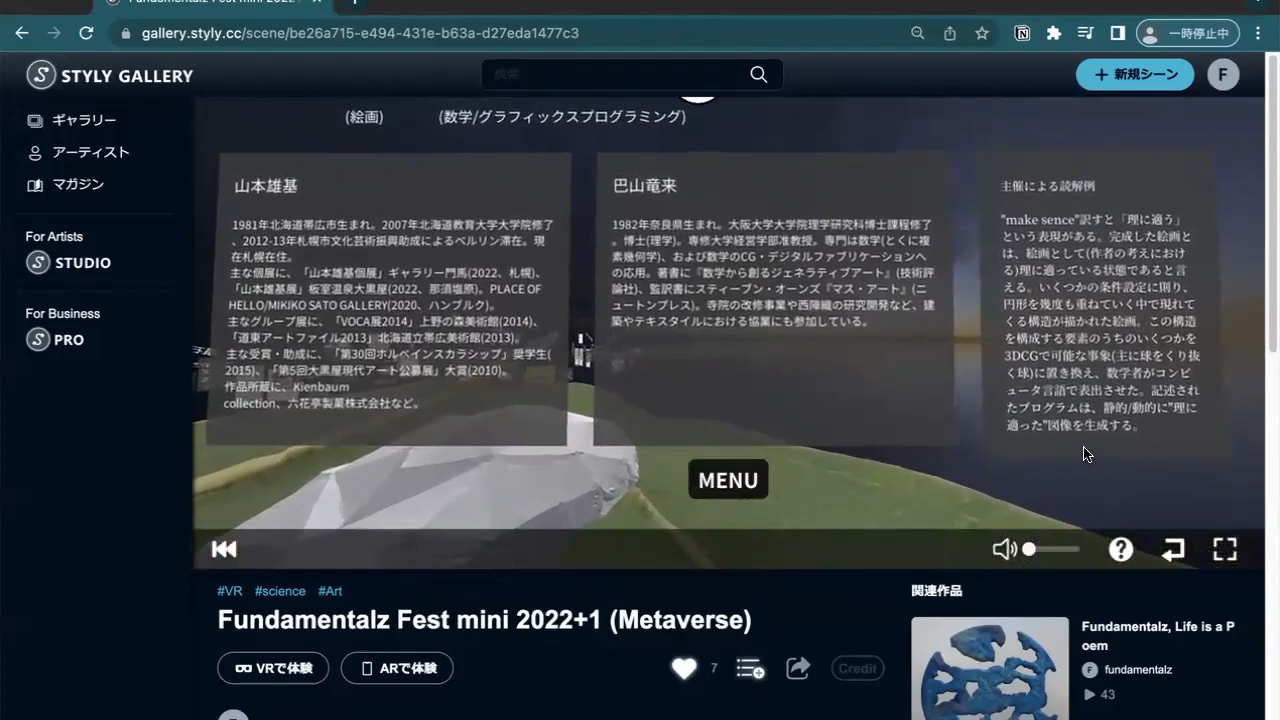 Fundamentalz Fest mini 2022
gallery.styly.cc/scene/be26a715-e494-431e-b63a-d27eda1477c3
一時停止中
STYLY GALLERY
検索
新規シーン
F
ギャラリー
アーティスト
マガジン
For Artists
STUDIO
For Business
PRO
(絵画)
(数学/グラフィックスプログラミング)
山本雄基
1981年北海道帯広市生まれ。2007年北海道教育大学大学院修了
、2012-13年札幌市文化芸術振興助成によるベルリン滞在。現
在札幌在住。
主な個展に、「山本雄基個展」ギャラリー門馬(2022、札幌)、
「山本雄基展」板室温泉大黒屋(2022、那須塩原)。PLACE OF
HELLO/MIKIKO SATO GALLERY(2020、ハンブルク)。
主なグループ展に、「VOCA展2014」上野の森美術館(2014)、
「道東アートファイル2013」北海道立帯広美術館(2013)。
主な受賞・助成に、「第30回ホルベインスカラシップ」奨学生(
2015)、「第5回大黒屋現代アート公募展」大賞(2010)。
作品所蔵に、Kienbaum
collection、六花亭製菓株式会社など。
巴山竜来
1982年奈良県生まれ。大阪大学大学院理学研究科博士課程修了
。博士(理学)。専修大学経営学部准教授。専門は数学(とくに複
素幾何学)、および数学のCG・デジタルファブリケーションへ
の応用。著書に『数学から創るジェネラティブアート』(技術評
論社)、監訳書にスティーブン・オーンズ『マス・アート』(ニ
ュートンプレス)。寺院の改修事業や西陣織の研究開発など、建
築やテキスタイルにおける協業にも参加している。
主催による読解例
"make sence"訳すと「理に適う」
という表現がある。完成した絵画と
は、絵画として(作者の考えにおけ
る)理に適っている状態であると言
える。いくつかの条件設定に則り、
円形を幾度も重ねていく中で現れて
くる構造が描かれた絵画。この構造
を構成する要素のうちのいくつかを
3DCGで可能な事象(主に球をくり抜
く球)に置き換え、数学者がコンピ
ュータ言語で表出させた。記述され
たプログラムは、静的/動的に"理に
適った"図像を生成する。
MENU
#VR #science #Art
Fundamentalz Fest mini 2022+1 (Metaverse)
VRで体験
ARで体験
7
Credit
関連作品
Fundamentalz, Life is a P
oem
F fundamentalz
43